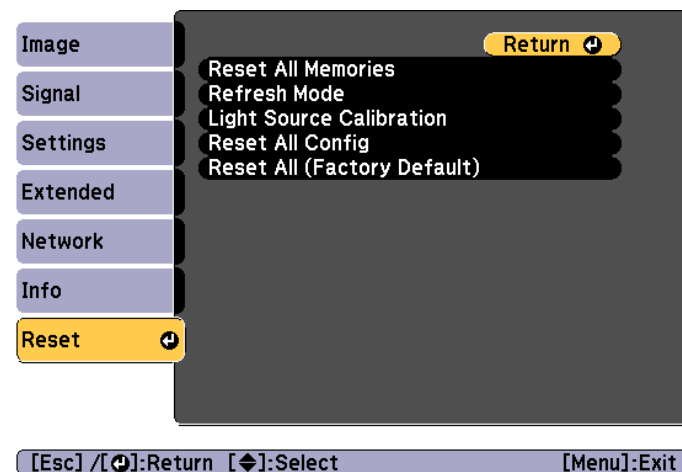 Image
Signal
Settings
Extended
Network
Info
Reset
Return
Reset All Memories
Refresh Mode
Light Source Calibration
Reset All Config
Reset All (Factory Default)
[Esc] /[⏎]:Return [◆]:Select [Menu]:Exit